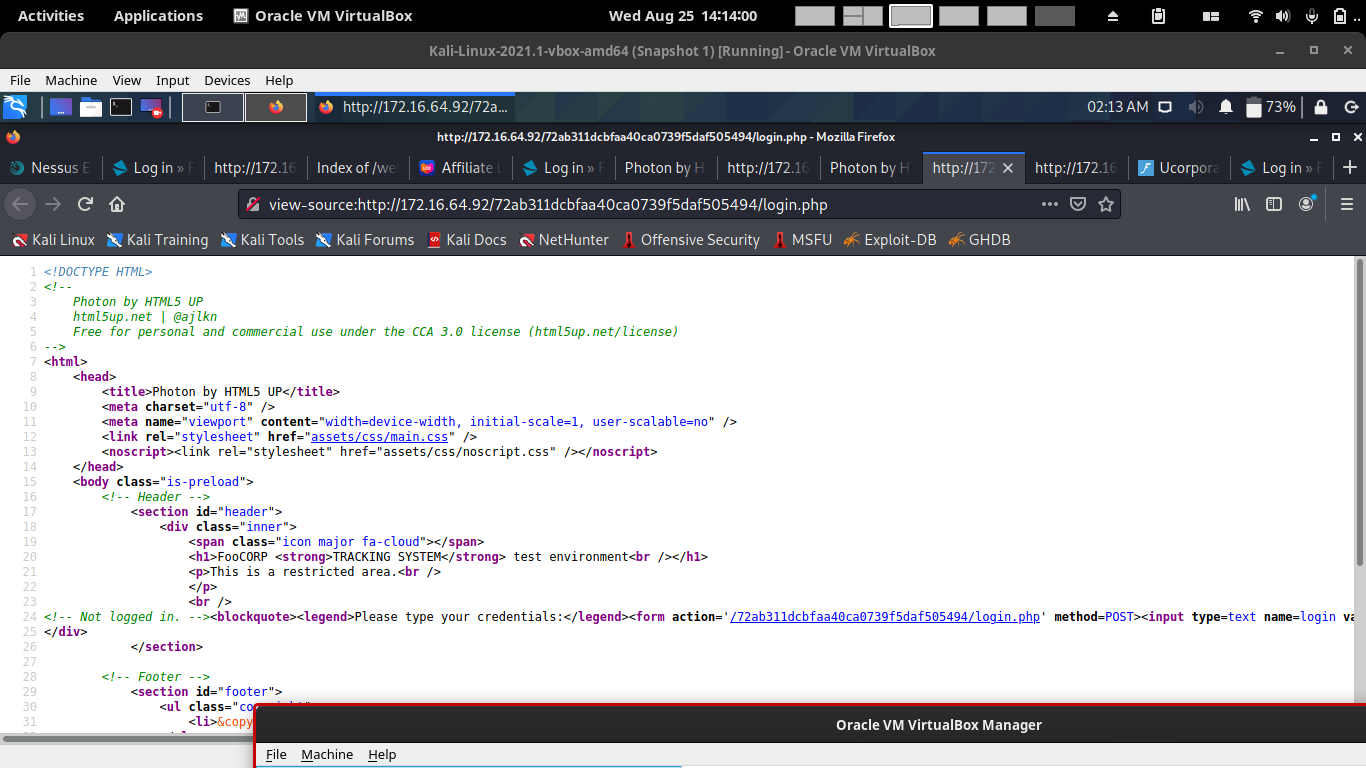 Activities Applications Oracle VM VirtualBox Wed Aug 25 14:14:00
Kali-Linux-2021.1-vbox-amd64 (Snapshot 1) [Running] - Oracle VM VirtualBox
File Machine View Input Devices Help
http://172.16.64.92/72a... 02:13 AM 73%
http://172.16.64.92/72ab311dcbfaa40ca0739f5daf505494/login.php - Mozilla Firefox
Nessus E Log in » F http://172.16 Index of /we Affiliate L Log in » F Photon by H http://172.16 Photon by H http://172 http://172.16 Ucorpora Log in » F
view-source:http://172.16.64.92/72ab311dcbfaa40ca0739f5daf505494/login.php
Kali Linux Kali Training Kali Tools Kali Forums Kali Docs NetHunter Offensive Security MSFU Exploit-DB GHDB
1 <!DOCTYPE HTML>
2 <!--
3 Photon by HTML5 UP
4 html5up.net | @ajlkn
5 Free for personal and commercial use under the CCA 3.0 license (html5up.net/license)
6 -->
7 <html>
8 <head>
9 <title>Photon by HTML5 UP</title>
10 <meta charset="utf-8" />
11 <meta name="viewport" content="width=device-width, initial-scale=1, user-scalable=no" />
12 <link rel="stylesheet" href="assets/css/main.css" />
13 <noscript><link rel="stylesheet" href="assets/css/noscript.css" /></noscript>
14 </head>
15 <body class="is-preload">
16 <!-- Header -->
17 <section id="header">
18 <div class="inner">
19 <span class="icon major fa-cloud"></span>
20 <h1>FooCORP <strong>TRACKING SYSTEM</strong> test environment<br /></h1>
21 <p>This is a restricted area.<br />
22 </p>
23 <br />
24 <!-- Not logged in. --><blockquote><legend>Please type your credentials:</legend><form action='/72ab311dcbfaa40ca0739f5daf505494/login.php' method=POST><input type=text name=login va
25 </div>
26 </section>
27
28 <!-- Footer -->
29 <section id="footer">
30 <ul class="co
31 <li>&copy
Oracle VM VirtualBox Manager
File Machine Help